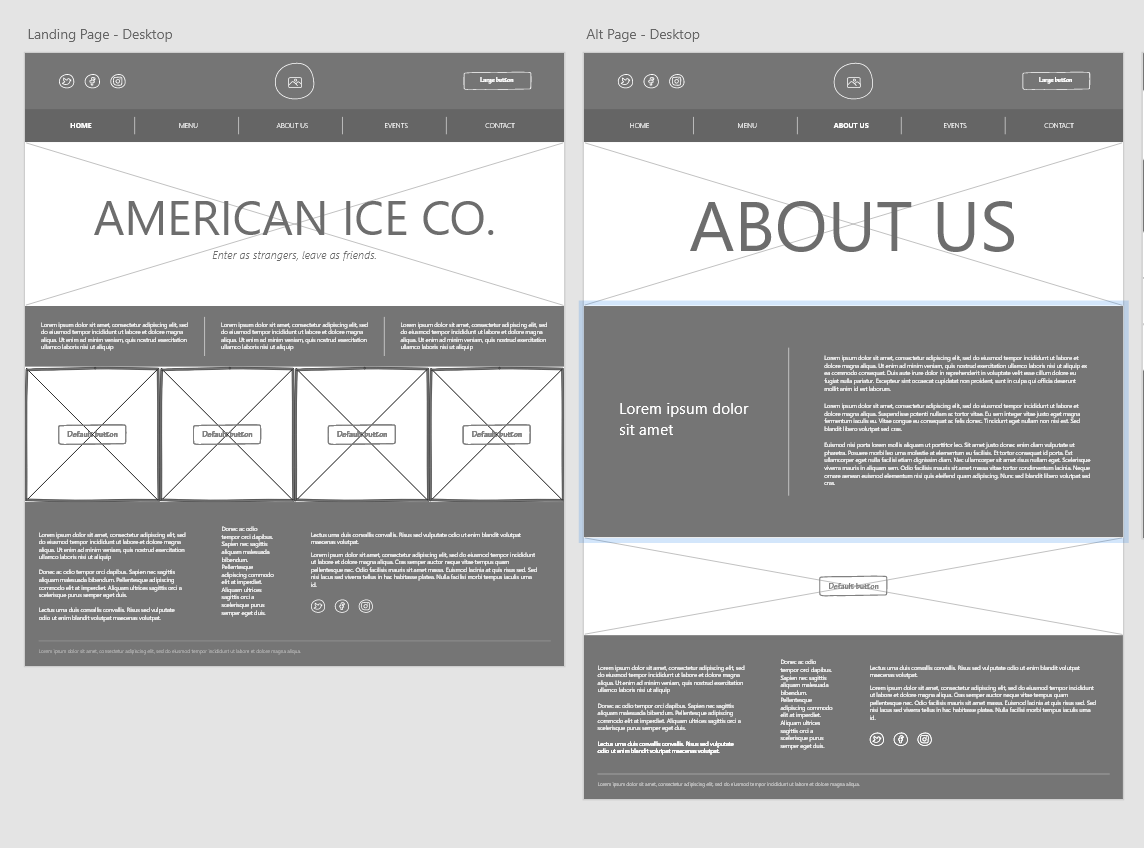 Landing Page - Desktop
Large button
HOME
MENU
ABOUT US
EVENTS
CONTACT
AMERICAN ICE CO.
Enter as strangers, leave as friends.
Lorem ipsum dolor sit amet, consectetur adipiscing elit, sed
do eiusmod tempor incididunt ut labore et dolore magna
aliqua. Ut enim ad minim veniam, quis nostrud exercitation
ullamco laboris nisi ut aliquip
Lorem ipsum dolor sit amet, consectetur adipiscing elit, sed
do eiusmod tempor incididunt ut labore et dolore magna
aliqua. Ut enim ad minim veniam, quis nostrud exercitation
ullamco laboris nisi ut aliquip
Lorem ipsum dolor sit amet, consectetur adipiscing elit, sed
do eiusmod tempor incididunt ut labore et dolore magna
aliqua. Ut enim ad minim veniam, quis nostrud exercitation
ullamco laboris nisi ut aliquip
Default button
Default button
Default button
Default button
Lorem ipsum dolor sit amet, consectetur adipiscing elit, sed
do eiusmod tempor incididunt ut labore et dolore magna
aliqua. Ut enim ad minim veniam, quis nostrud exercitation
ullamco laboris nisi ut aliquip
Donec ac odio tempor orci dapibus. Sapien nec sagittis
aliquam malesuada bibendum. Pellentesque adipiscing
commodo elit at imperdiet. Aliquam ultrices sagittis orci a
scelerisque purus semper eget duis.
Lectus urna duis convallis convallis. Risus sed vulputate
odio ut enim blandit volutpat maecenas volutpat.
Donec ac odio
tempor orci dapibus.
Sapien nec sagittis
aliquam malesuada
bibendum.
Pellentesque
adipiscing commodo
elit at imperdiet.
Aliquam ultrices
sagittis orci a
scelerisque purus
semper eget duis.
Lectus urna duis convallis convallis. Risus sed vulputate odio ut enim blandit volutpat
maecenas volutpat.
Lorem ipsum dolor sit amet, consectetur adipiscing elit, sed do eiusmod tempor incididunt
ut labore et dolore magna aliqua. Cras semper auctor neque vitae tempus quam
pellentesque nec. Odio facilisis mauris sit amet massa. Euismod lacinia at quis risus sed. Sed
nisi lacus sed viverra tellus in hac habitasse platea. Nulla facilisi morbi tempus iaculis urna
id.
Lorem ipsum dolor sit amet, consectetur adipiscing elit, sed do eiusmod tempor incididunt ut labore et dolore magna aliqua.
Alt Page - Desktop
Large button
HOME
MENU
ABOUT US
EVENTS
CONTACT
ABOUT US
Lorem ipsum dolor
sit amet
Lorem ipsum dolor sit amet, consectetur adipiscing elit, sed do eiusmod tempor incididunt ut labore et
dolore magna aliqua. Ut enim ad minim veniam, quis nostrud exercitation ullamco laboris nisi ut aliquip ex
ea commodo consequat. Duis aute irure dolor in reprehenderit in voluptate velit esse cillum dolore eu
fugiat nulla pariatur. Excepteur sint occaecat cupidatat non proident, sunt in culpa qui officia deserunt
mollit anim id est laborum.
Lorem ipsum dolor sit amet, consectetur adipiscing elit, sed do eiusmod tempor incididunt ut labore et
dolore magna aliqua. Suspendisse potenti nullam ac tortor vitae. Eu sem integer vitae justo eget magna
fermentum iaculis eu. Vitae congue eu consequat ac felis donec. Tincidunt eget nullam non nisi est. Sed
blandit libero volutpat sed cras.
Euismod nisi porta lorem mollis aliquam ut porttitor leo. Sit amet justo donec enim diam vulputate ut
pharetra. Posuere morbi leo urna molestie at elementum eu facilisis. Et tortor consequat id porta. Est
ullamcorper eget nulla facilisi etiam dignissim diam. Nec ullamcorper sit amet risus nullam eget. Scelerisque
viverra mauris in aliquam sem. Odio facilisis mauris sit amet massa vitae tortor condimentum lacinia. Neque
ornare aenean euismod elementum nisi quis eleifend quam adipiscing. Nunc sed blandit libero volutpat sed
cras.
Default button
Lorem ipsum dolor sit amet, consectetur adipiscing elit, sed
do eiusmod tempor incididunt ut labore et dolore magna
aliqua. Ut enim ad minim veniam, quis nostrud exercitation
ullamco laboris nisi ut aliquip
Donec ac odio tempor orci dapibus. Sapien nec sagittis
aliquam malesuada bibendum. Pellentesque adipiscing
commodo elit at imperdiet. Aliquam ultrices sagittis orci a
scelerisque purus semper eget duis.
Lectus urna duis convallis convallis. Risus sed vulputate
odio ut enim blandit volutpat maecenas volutpat.
Donec ac odio
tempor orci dapibus.
Sapien nec sagittis
aliquam malesuada
bibendum.
Pellentesque
adipiscing commodo
elit at imperdiet.
Aliquam ultrices
sagittis orci a
scelerisque purus
semper eget duis.
Lectus urna duis convallis convallis. Risus sed vulputate odio ut enim blandit volutpat
maecenas volutpat.
Lorem ipsum dolor sit amet, consectetur adipiscing elit, sed do eiusmod tempor incididunt
ut labore et dolore magna aliqua. Cras semper auctor neque vitae tempus quam
pellentesque nec. Odio facilisis mauris sit amet massa. Euismod lacinia at quis risus sed. Sed
nisi lacus sed viverra tellus in hac habitasse platea. Nulla facilisi morbi tempus iaculis urna
id.
Lorem ipsum dolor sit amet, consectetur adipiscing elit, sed do eiusmod tempor incididunt ut labore et dolore magna aliqua.